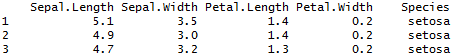 Sepal.Length Sepal.Width Petal.Length Petal.Width Species
1 5.1 3.5 1.4 0.2 setosa
2 4.9 3.0 1.4 0.2 setosa
3 4.7 3.2 1.3 0.2 setosa